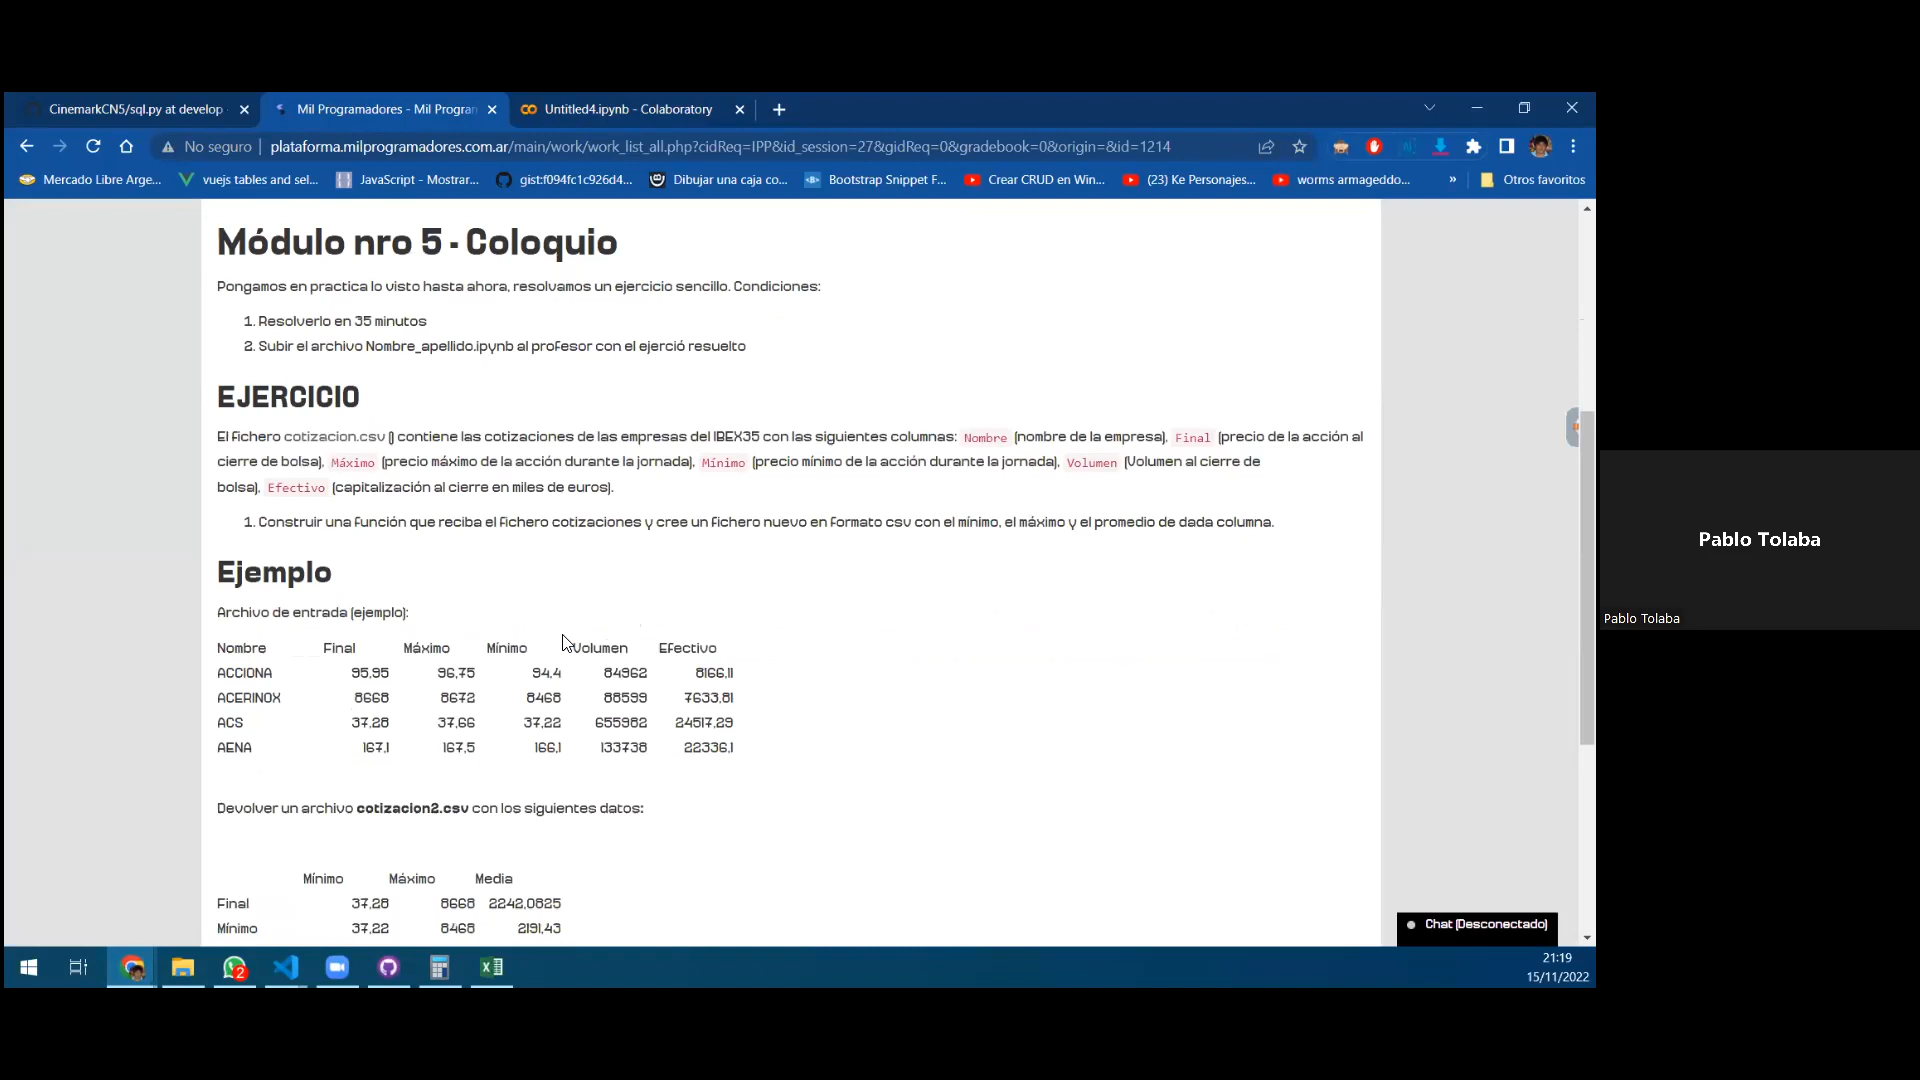 CinemarkCN5/sql.py at develop
Mil Programadores - Mil Progran
Untitled4.ipynb - Colaboratory
No seguro
plataforma.milprogramadores.com.ar/main/work/work_list_all.php?cidReq=IPP&id_session=27&gidReq=0&gradebook=0&origin=&id=1214
Mercado Libre Arge...
vuejs tables and sel...
JavaScript - Mostrar...
gist:f094fc1c926d4...
Dibujar una caja co...
Bootstrap Snippet F...
Crear CRUD en Win...
(23) Ke Personajes...
worms armageddo...
»
Otros favoritos
Módulo nro 5 - Coloquio
Pongamos en practica lo visto hasta ahora, resolvamos un ejercicio sencillo. Condiciones:
1. Resolverlo en 35 minutos
2. Subir el archivo Nombre_apellido.ipynb al profesor con el ejerció resuelto
EJERCICIO
El fichero cotizacion.csv () contiene las cotizaciones de las empresas del IBEX35 con las siguientes columnas: Nombre (nombre de la empresa), Final (precio de la acción al
cierre de bolsa), Máximo (precio máximo de la acción durante la jornada), Mínimo (precio mínimo de la acción durante la jornada), Volumen (Volumen al cierre de
bolsa), Efectivo (capitalización al cierre en miles de euros).
1. Construir una función que reciba el fichero cotizaciones y cree un fichero nuevo en formato csv con el mínimo, el máximo y el promedio de dada columna.
Ejemplo
Archivo de entrada (ejemplo):
Nombre Final Máximo Mínimo Volumen Efectivo
ACCIONA 95,95 96,75 94,4 84962 8166,11
ACERINOX 8668 8672 8468 88599 7633,81
ACS 37,28 37,66 37,22 655982 24517,29
AENA 167,1 167,5 166,1 133738 22336,1
Devolver un archivo cotizacion2.csv con los siguientes datos:
Mínimo Máximo Media
Final 37,28 8668 2242,0825
Mínimo 37,22 8468 2191,43
Chat (Desconectado)
2
21:19
15/11/2022
Pablo Tolaba
Pablo Tolaba